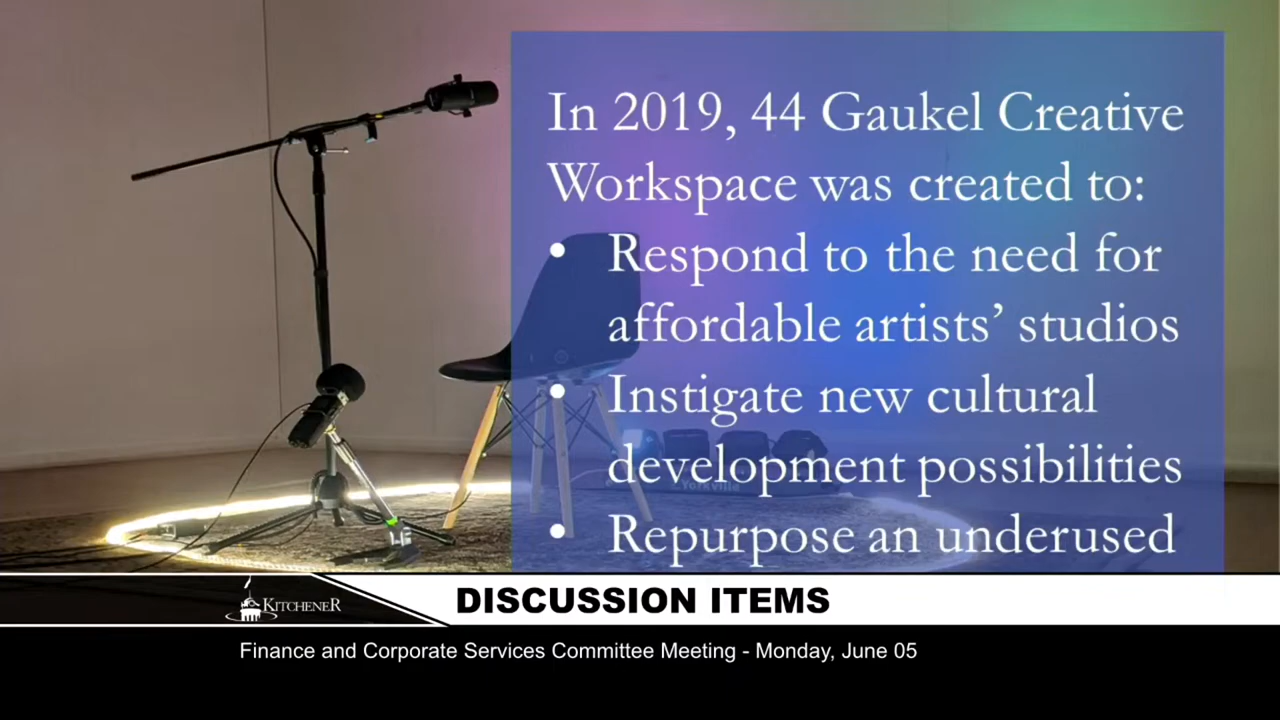 In 2019, 44 Gaukel Creative
Workspace was created to:
• Respond to the need for
affordable artists’ studios
• Instigate new cultural
development possibilities
• Repurpose an underused
Yorkville
KITCHENER
DISCUSSION ITEMS
Finance and Corporate Services Committee Meeting - Monday, June 05